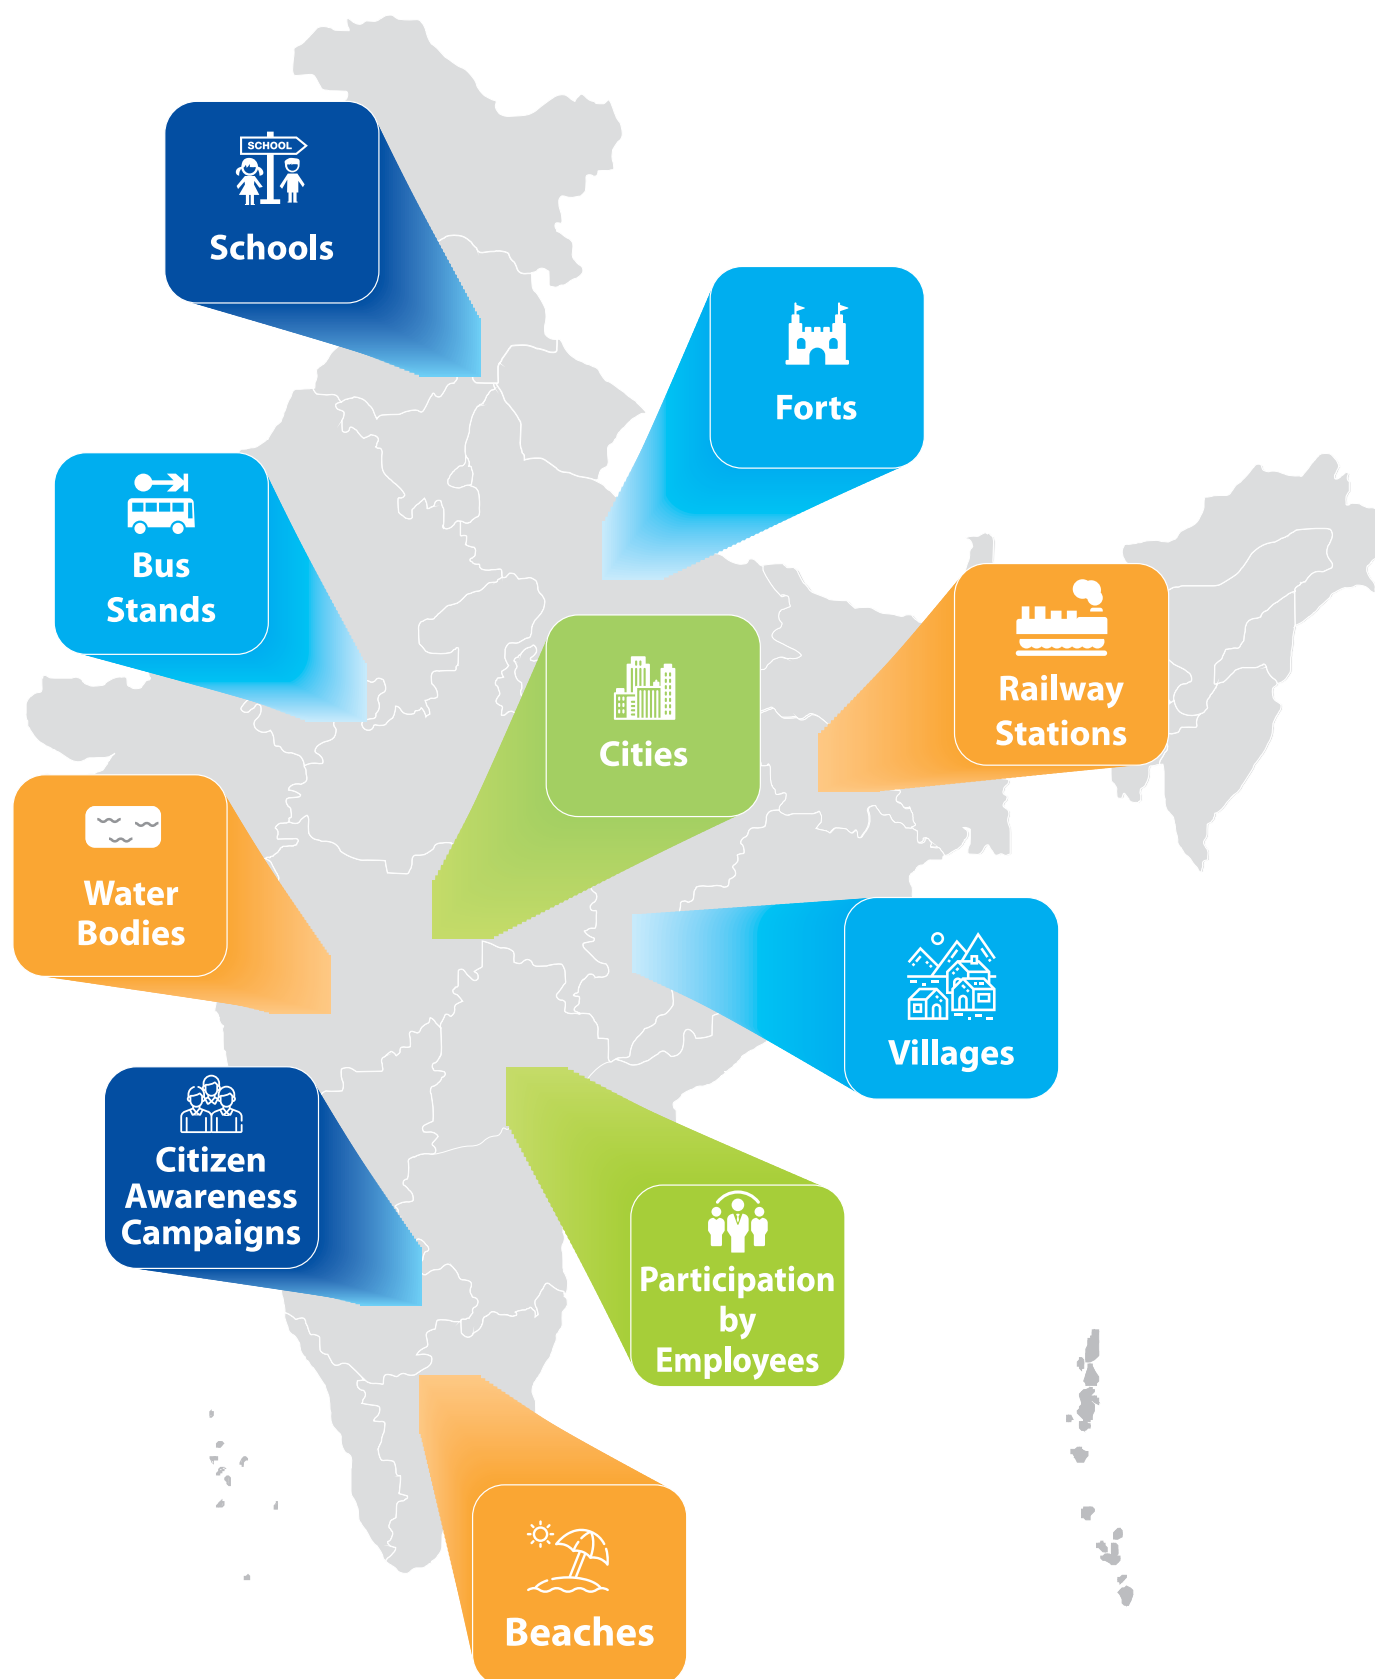 SCHOOL
Schools
Forts
Bus
Stands
Railway
Stations
Cities
Water
Bodies
Villages
Citizen
Awareness
Campaigns
Participation
by
Employees
Beaches